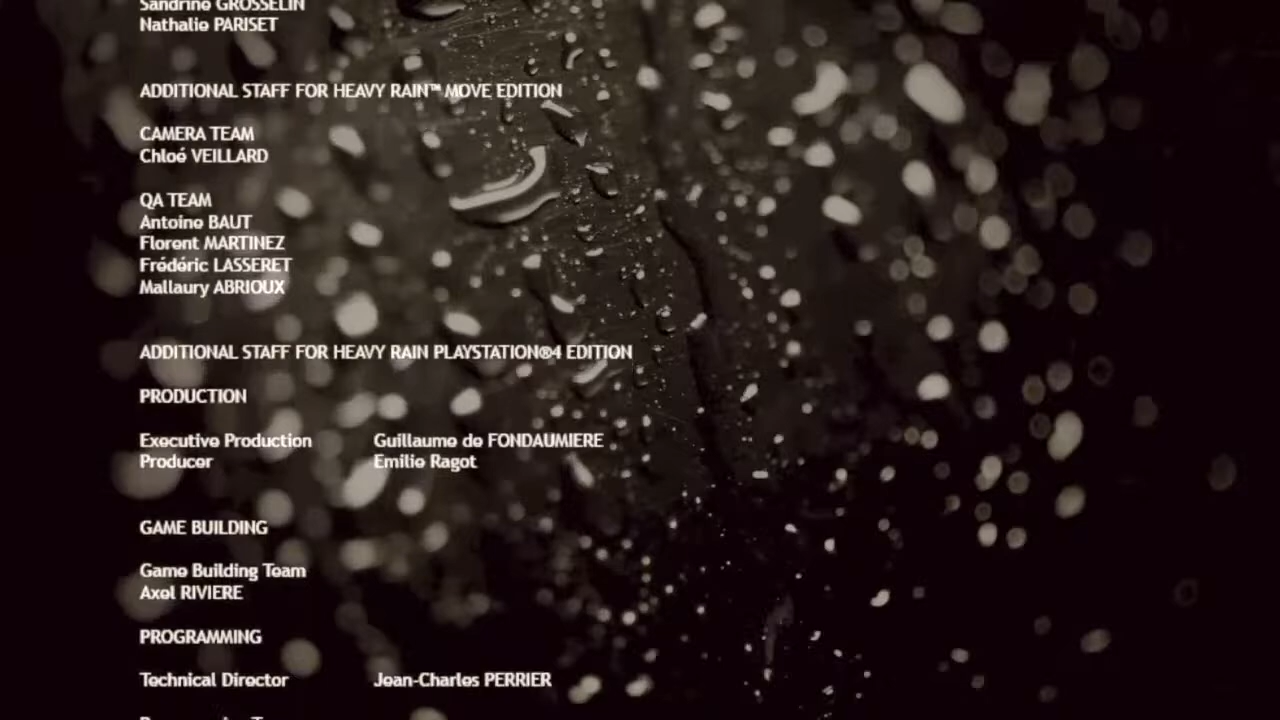 Sandrine GROSSELIN
Nathalie PARISET
ADDITIONAL STAFF FOR HEAVY RAIN™ MOVE EDITION
CAMERA TEAM
Chloé VEILLARD
QA TEAM
Antoine BAUT
Florent MARTINEZ
Frédéric LASSERET
Mallaury ABRIOUX
ADDITIONAL STAFF FOR HEAVY RAIN PLAYSTATION®4 EDITION
PRODUCTION
Executive Production Guillaume de FONDAUMIERE
Producer Emilie Ragot
GAME BUILDING
Game Building Team
Axel RIVIERE
PROGRAMMING
Technical Director Jean-Charles PERRIER